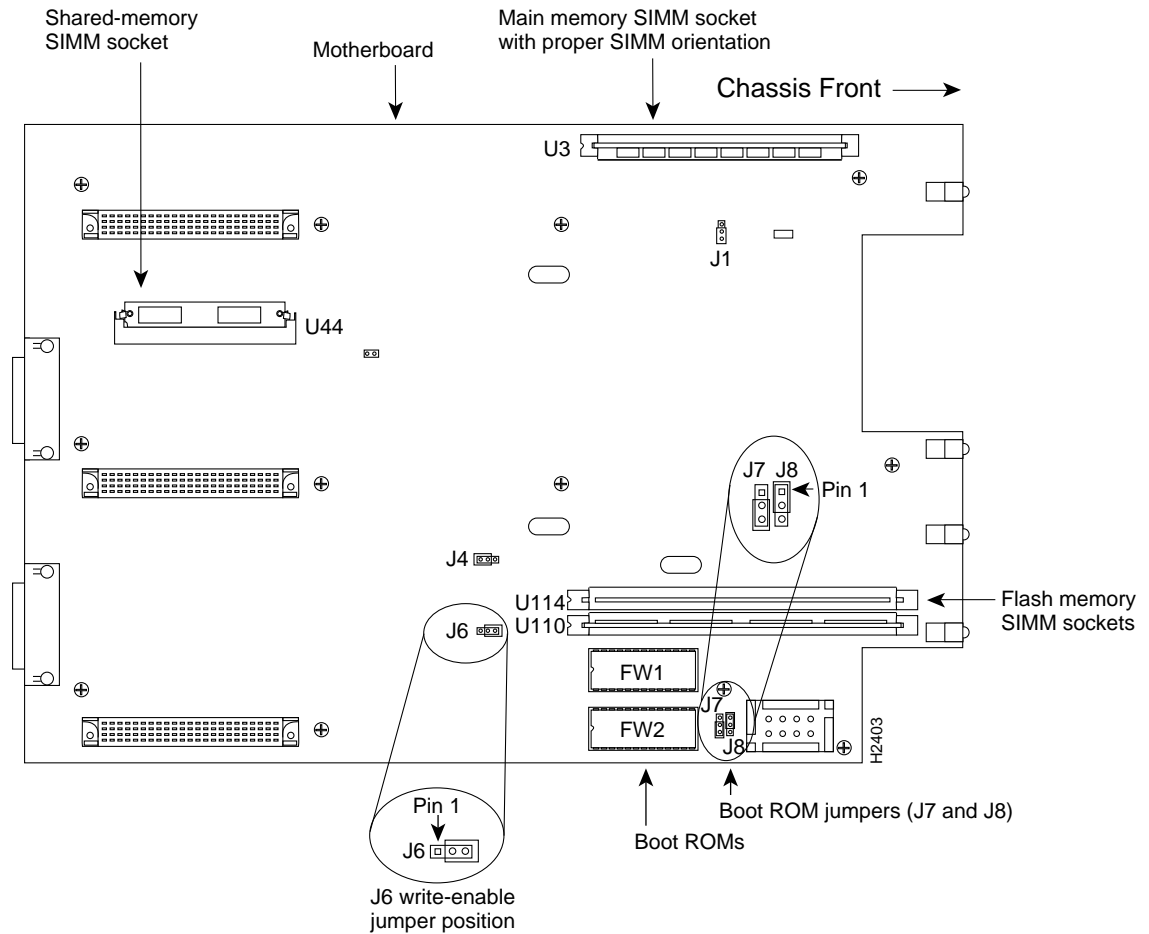 Shared-memory
SIMM socket
Motherboard
Main memory SIMM socket
with proper SIMM orientation
Chassis Front
U3
J1
U44
J7 J8
Pin 1
J4
U114
U110
Flash memory
SIMM sockets
J6
FW1
FW2
J7
J8
H2403
Pin 1
J6
Boot ROM jumpers (J7 and J8)
Boot ROMs
J6 write-enable
jumper position